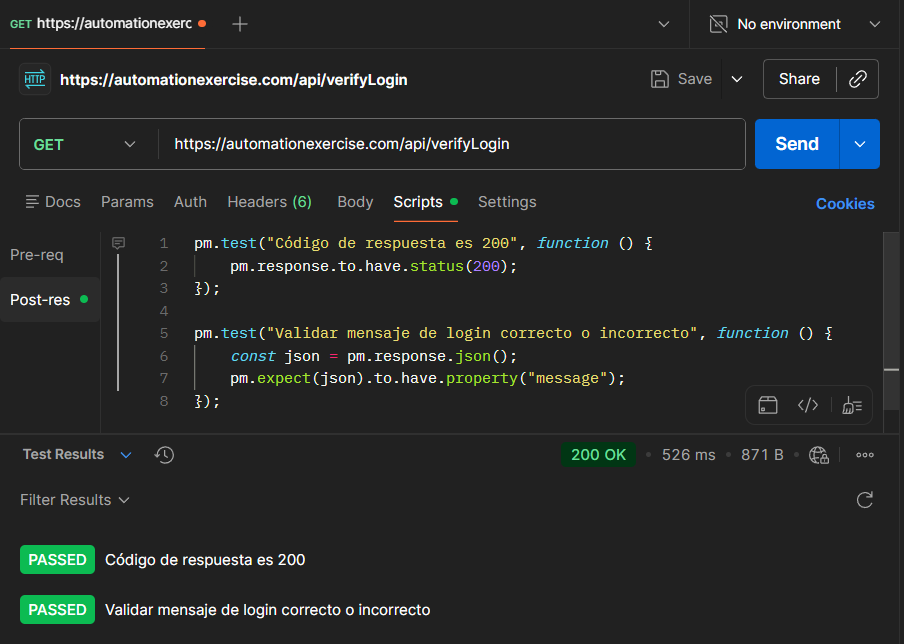 GET https://automationexerc
No environment
HTTP https://automationexercise.com/api/verifyLogin
Save
Share
GET https://automationexercise.com/api/verifyLogin
Send
Docs Params Auth Headers (6) Body Scripts Settings
Cookies
Pre-req
Post-res
1 pm.test("Código de respuesta es 200", function () {
2 pm.response.to.have.status(200);
3 });
4
5 pm.test("Validar mensaje de login correcto o incorrecto", function () {
6 const json = pm.response.json();
7 pm.expect(json).to.have.property("message");
8 });
Test Results
200 OK • 526 ms • 871 B
Filter Results
PASSED Código de respuesta es 200
PASSED Validar mensaje de login correcto o incorrecto